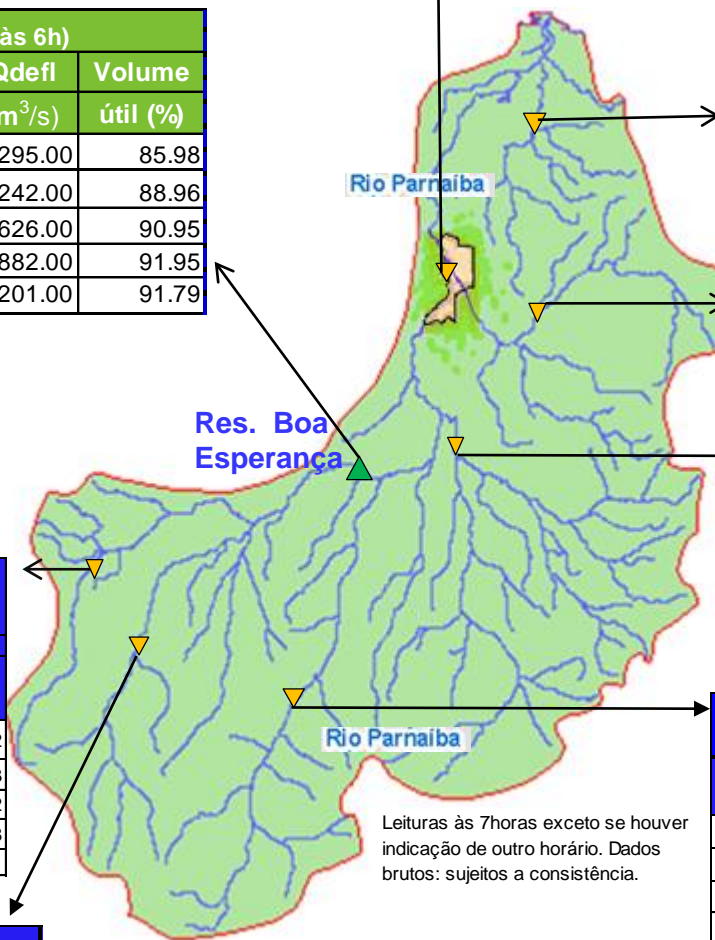 às 6h)
Qdefl Volume
m³/s) útil (%)
295.00 85.98
242.00 88.96
626.00 90.95
882.00 91.95
201.00 91.79
Rio Parnaíba
Res. Boa
Esperança
Rio Parnaíba
Leituras às 7horas exceto se houver
indicação de outro horário. Dados
brutos: sujeitos a consistência.